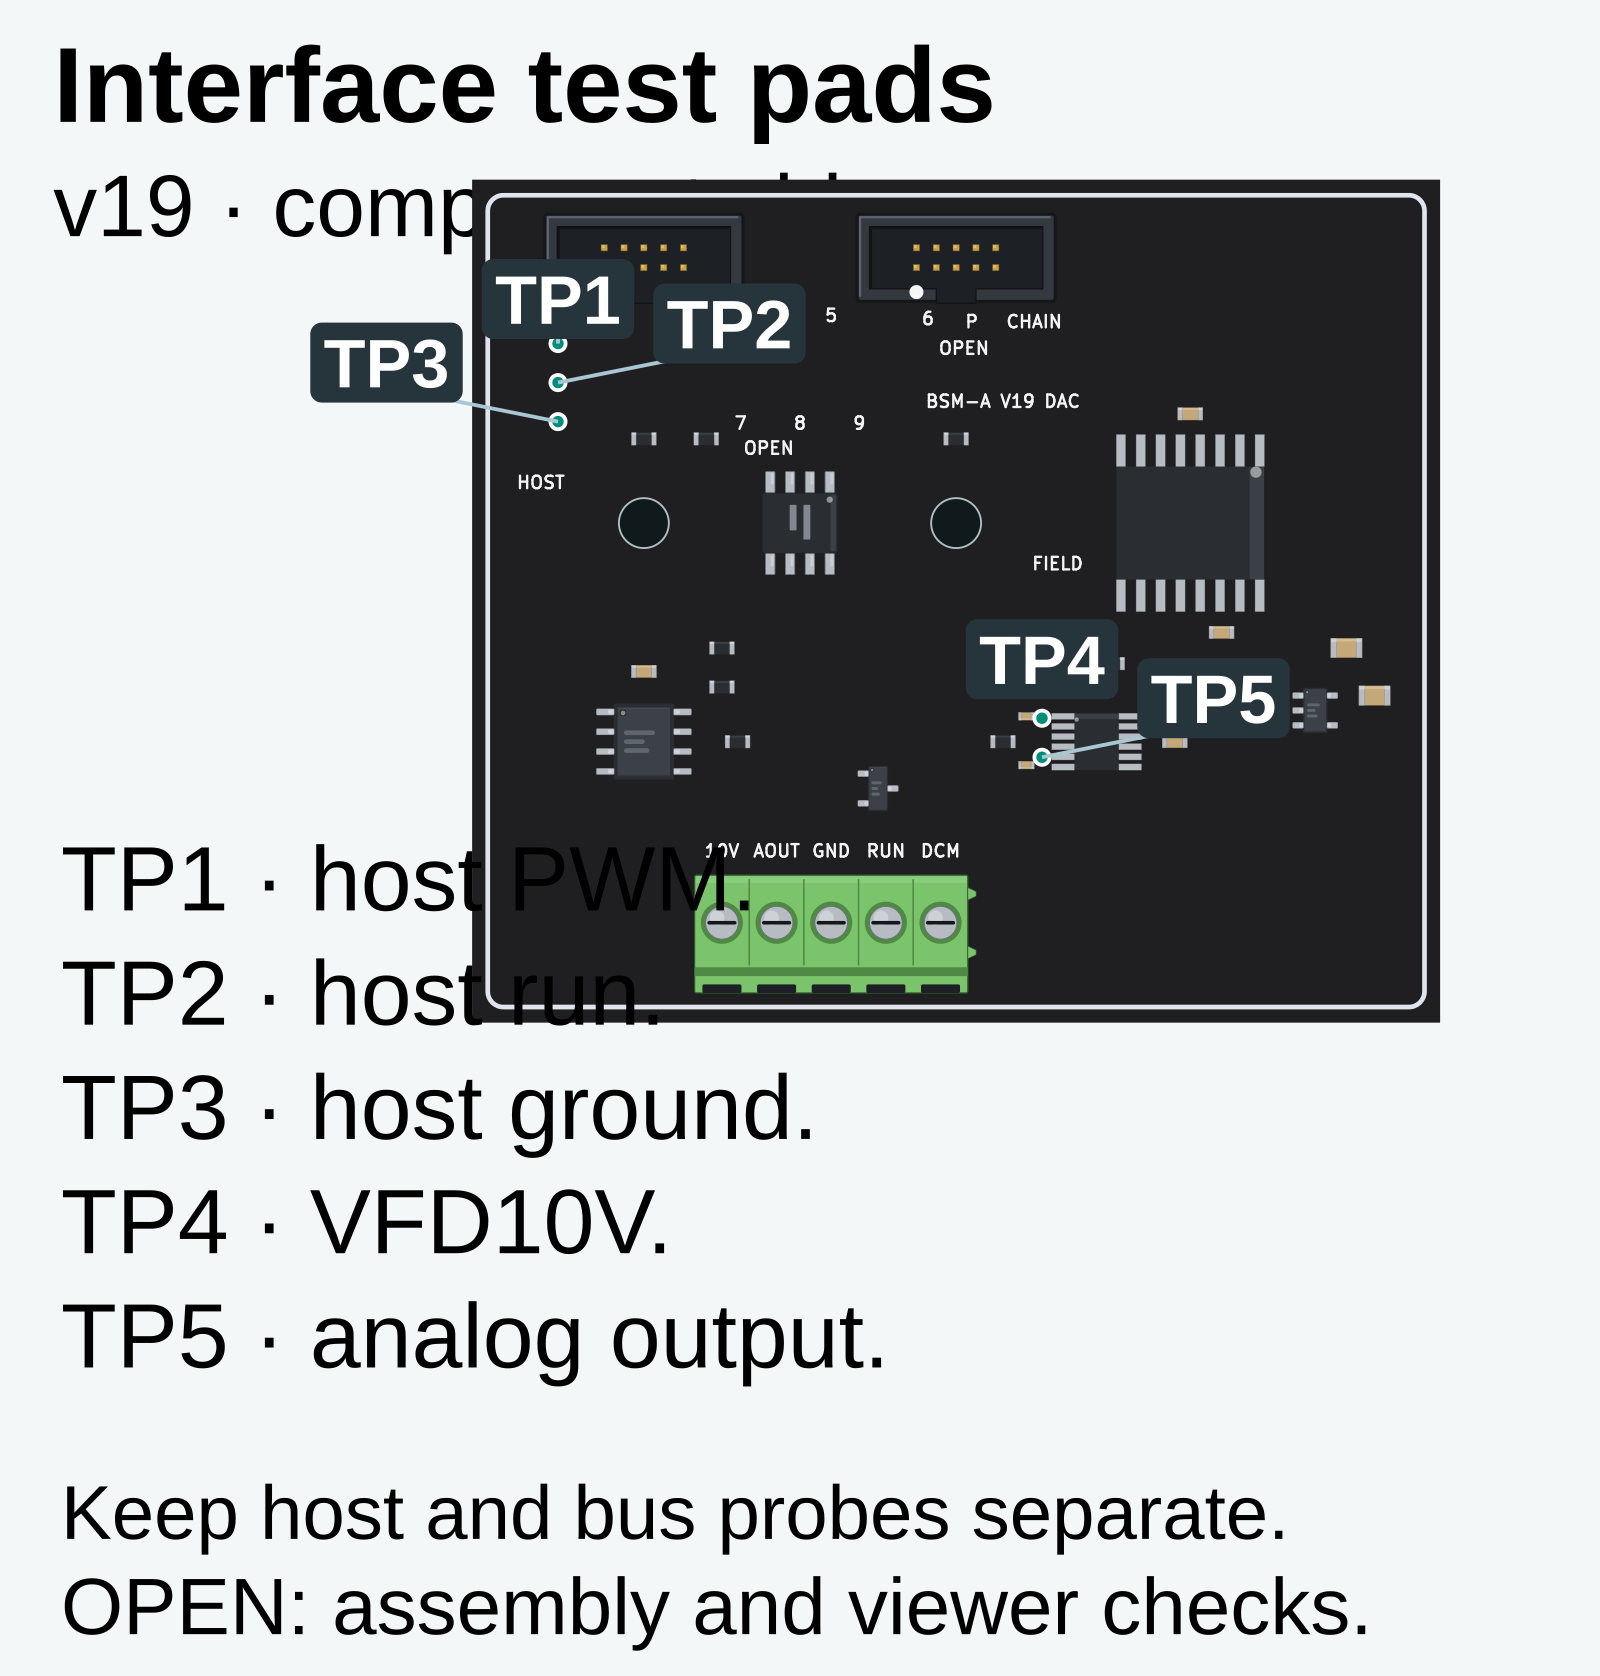 Interface test pads
v19 · comp
TP1
TP2
TP3
5
6 P CHAIN
OPEN
BSM-A V19 DAC
7 8 9
OPEN
HOST
FIELD
TP4
TP5
10V AOUT GND RUN DCM
TP1 · host PWM.
TP2 · host run.
TP3 · host ground.
TP4 · VFD10V.
TP5 · analog output.
Keep host and bus probes separate.
OPEN: assembly and viewer checks.